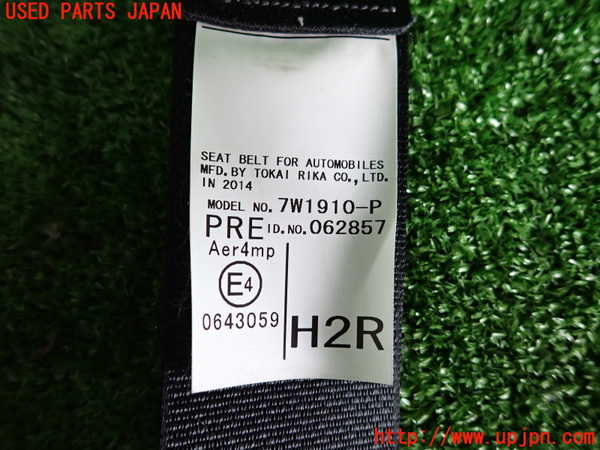 USED PARTS JAPAN
SEAT BELT FOR AUTOMOBILES
MFD. BY TOKAI RIKA CO., LTD.
IN 2014
MODEL NO. 7W1910-P
PRE ID.NO. 062857
Aer4mp
E4
0643059
H2R
http://www.upjpn.com